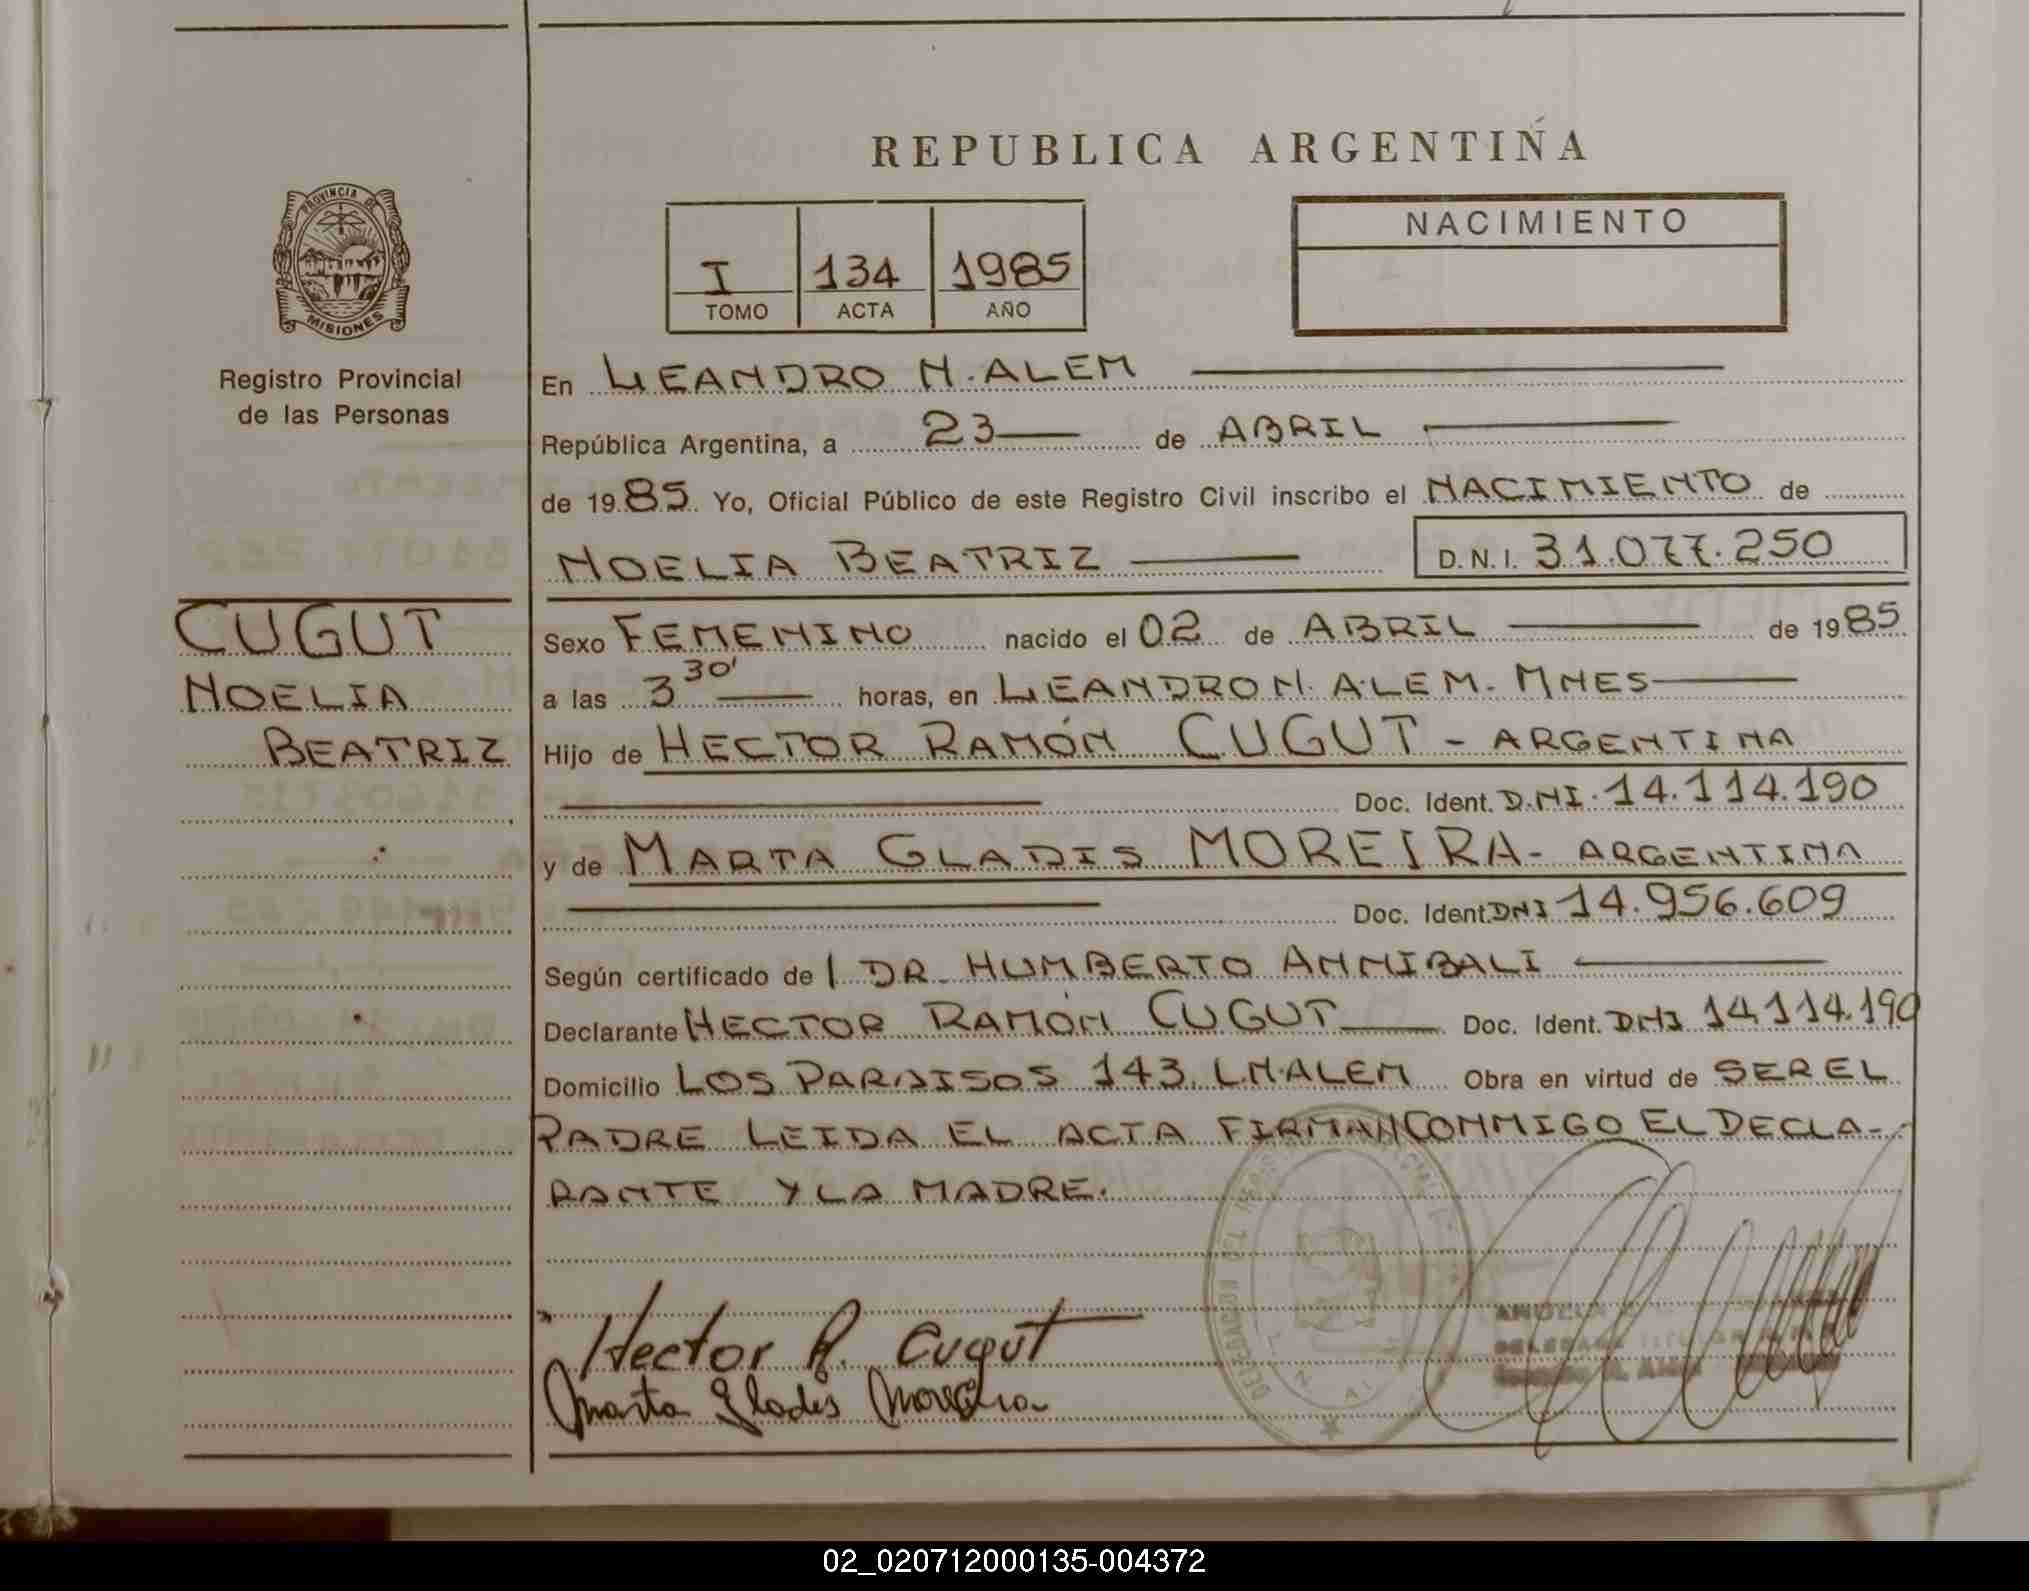 REPUBLICA ARGENTINA
PROVINCIA DE
MISIONES
Registro Provincial
de las Personas
I 134 1985
TOMO ACTA AÑO
NACIMIENTO
En LEANDRO N. ALEM
República Argentina, a 23 de ABRIL
de 1985 Yo, Oficial Público de este Registro Civil inscribo el NACIMIENTO de
NOELIA BEATRIZ D.N.I. 31.077.250
CUGUT
NOELIA
BEATRIZ
Sexo FEMENINO nacido el 02 de ABRIL de 1985
a las 3 30' horas, en LEANDRO N. ALEM. MNES
Hijo de HECTOR RAMÓN CUGUT - ARGENTINA
Doc. Ident. D.NI. 14.114.190
y de MARTA GLADIS MOREIRA - ARGENTINA
Doc. Ident. DNI 14.956.609
Según certificado de l DR. HUMBERTO ANNIBALI
Declarante HECTOR RAMÓN CUGUT Doc. Ident. DNI 14.114.190
Domicilio LOS PARAISOS 143. L.N.ALEM Obra en virtud de SER EL
PADRE LEIDA EL ACTA FIRMAN CONMIGO EL DECLA-
RANTE Y LA MADRE.
Hector R. Cugut
Marta Gladis Moreira
DELEGACION DEL
02_020712000135-004372